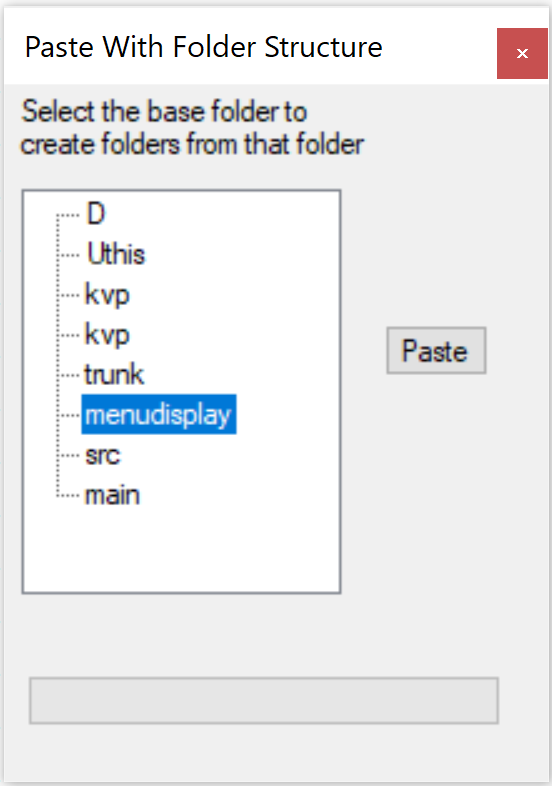 Paste With Folder Structure
Select the base folder to
create folders from that folder
D
Uthis
kvp
kvp
trunk
menudisplay
src
main
Paste